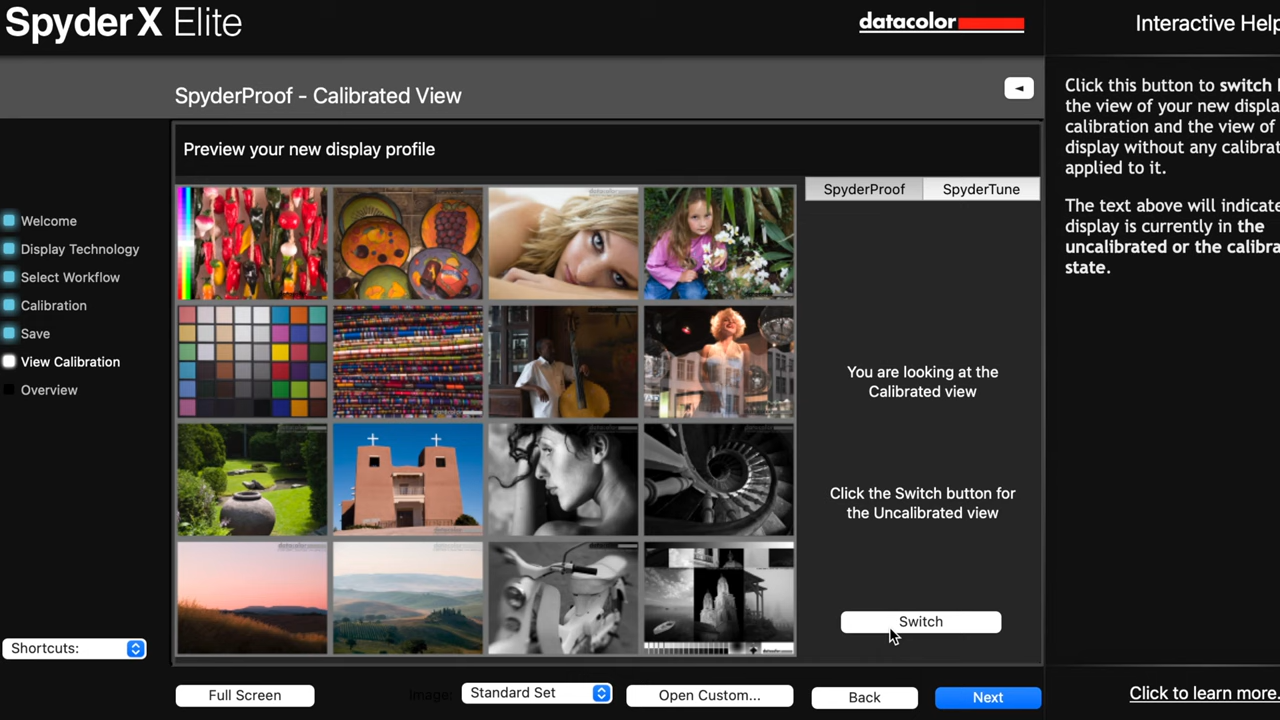 SpyderX Elite
datacolor
Interactive Help
SpyderProof - Calibrated View
◄
Preview your new display profile
SpyderProof
SpyderTune
Welcome
Display Technology
Select Workflow
Calibration
Save
View Calibration
Overview
You are looking at the
Calibrated view
Click the Switch button for
the Uncalibrated view
Switch
Shortcuts:
Full Screen
Image:
Standard Set
Open Custom...
Back
Next
Click this button to switch
the view of your new
calibration and the view of
display without any
applied to it.
The text above will indicate
display is currently in the
uncalibrated or the
state.
Click to learn more.